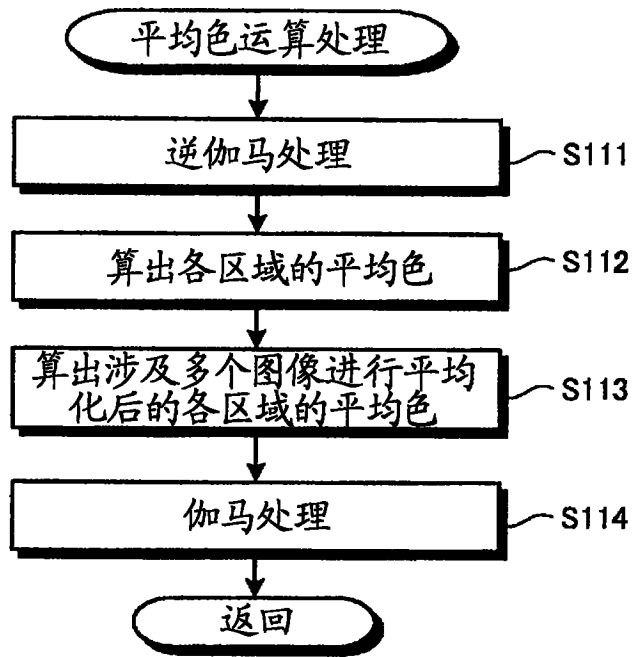 平均色运算处理
逆伽马处理
S111
算出各区域的平均色
S112
算出涉及多个图像进行平均
化后的各区域的平均色
S113
伽马处理
S114
返回